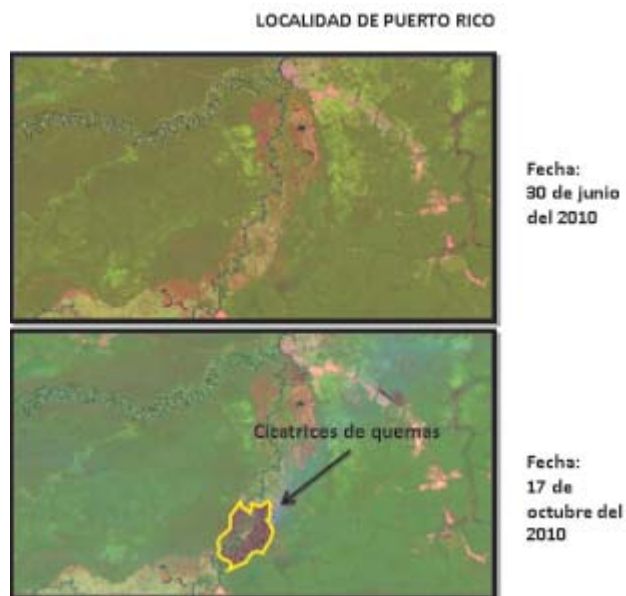 LOCALIDAD DE PUERTO RICO
Fecha:
30 de junio
del 2010
Cicatrices de quemas
Fecha:
17 de
octubre del
2010